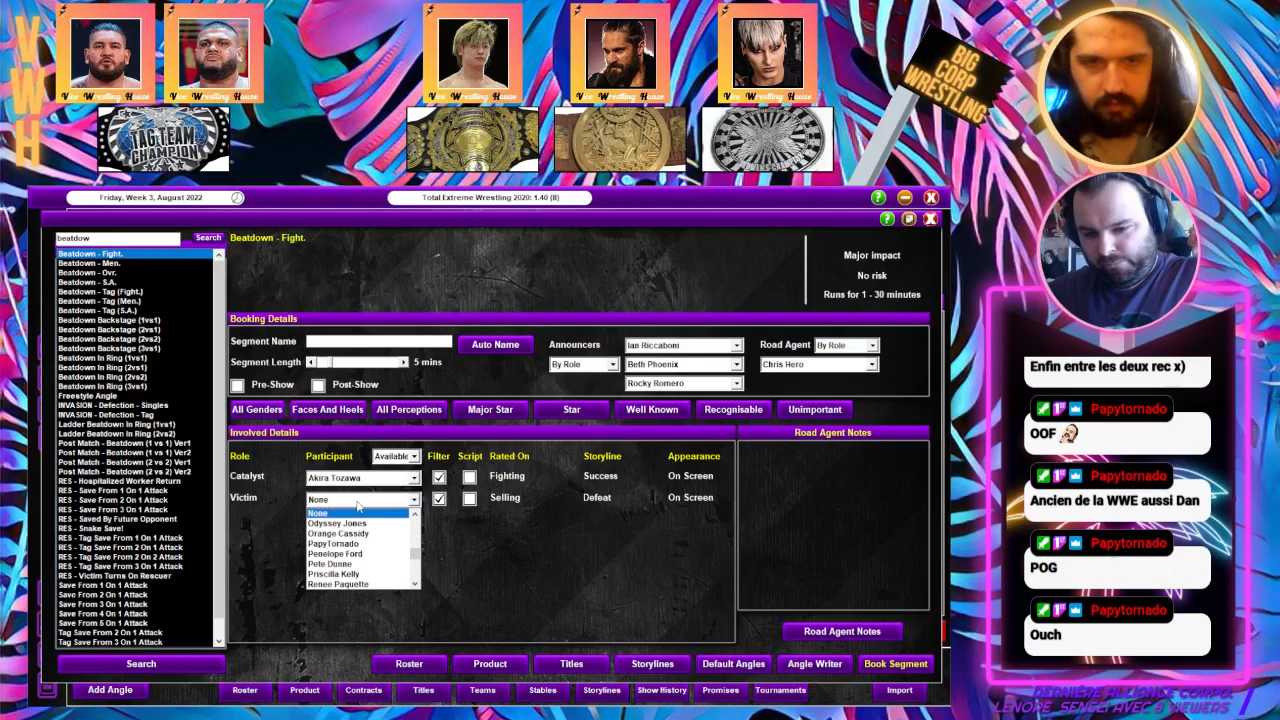 VWH
Vice Wrestling House
Vice Wrestling House
Vice Wrestling House
Vice Wrestling House
Vice Wrestling House
TAG TEAM
CHAMPION
BIG
CORP
WRESTLING
Friday, Week 3, August 2022
Total Extreme Wrestling 2020: 1.40 (8)
beatdow
Search
Beatdown - Fight.
Beatdown - Fight.
Beatdown - Men.
Beatdown - Ovr.
Beatdown - S.A.
Beatdown - Tag (Fight.)
Beatdown - Tag (Men.)
Beatdown - Tag (S.A.)
Beatdown Backstage (1vs1)
Beatdown Backstage (2vs1)
Beatdown Backstage (2vs2)
Beatdown Backstage (3vs1)
Beatdown In Ring (1vs1)
Beatdown In Ring (2vs1)
Beatdown In Ring (2vs2)
Beatdown In Ring (3vs1)
Freestyle Angle
INVASION - Defection - Singles
INVASION - Defection - Tag
Ladder Beatdown In Ring (1vs1)
Ladder Beatdown In Ring (2vs2)
Post Match - Beatdown (1 vs 1) Ver1
Post Match - Beatdown (1 vs 1) Ver2
Post Match - Beatdown (2 vs 2) Ver1
Post Match - Beatdown (2 vs 2) Ver2
RES - Hospitalized Worker Return
RES - Save From 1 On 1 Attack
RES - Save From 2 On 1 Attack
RES - Save From 3 On 1 Attack
RES - Saved By Future Opponent
RES - Snake Save!
RES - Tag Save From 1 On 1 Attack
RES - Tag Save From 2 On 1 Attack
RES - Tag Save From 2 On 2 Attack
RES - Tag Save From 3 On 1 Attack
RES - Victim Turns On Rescuer
Save From 1 On 1 Attack
Save From 2 On 1 Attack
Save From 3 On 1 Attack
Save From 4 On 1 Attack
Save From 5 On 1 Attack
Tag Save From 2 On 1 Attack
Tag Save From 3 On 1 Attack
Search
Major impact
No risk
Runs for 1 - 30 minutes
Booking Details
Segment Name
Auto Name
Segment Length
5 mins
Pre-Show
Post-Show
Announcers
By Role
Ian Riccaboni
Beth Phoenix
Rocky Romero
Road Agent
By Role
Chris Hero
All Genders
Faces And Heels
All Perceptions
Major Star
Star
Well Known
Recognisable
Unimportant
Involved Details
Road Agent Notes
Role
Participant
Available
Filter
Script
Rated On
Storyline
Appearance
Catalyst
Akira Tozawa
Fighting
Success
On Screen
Victim
None
Selling
Defeat
On Screen
None
Odyssey Jones
Orange Cassidy
PapyTornado
Penelope Ford
Pete Dunne
Priscilla Kelly
Renee Paquette
Road Agent Notes
Roster
Product
Titles
Storylines
Default Angles
Angle Writer
Book Segment
Add Angle
Roster
Product
Contracts
Titles
Teams
Stables
Storylines
Show History
Promises
Tournaments
Import
Enfin entre les deux rec x)
Papytornado
OOF
Papytornado
Ancien de la WWE aussi Dan
Papytornado
POG
Papytornado
Ouch
DERNIÈRE ALLIANCE CORPO:
LENORE_SENSEI AVEC 8 VIEWERS